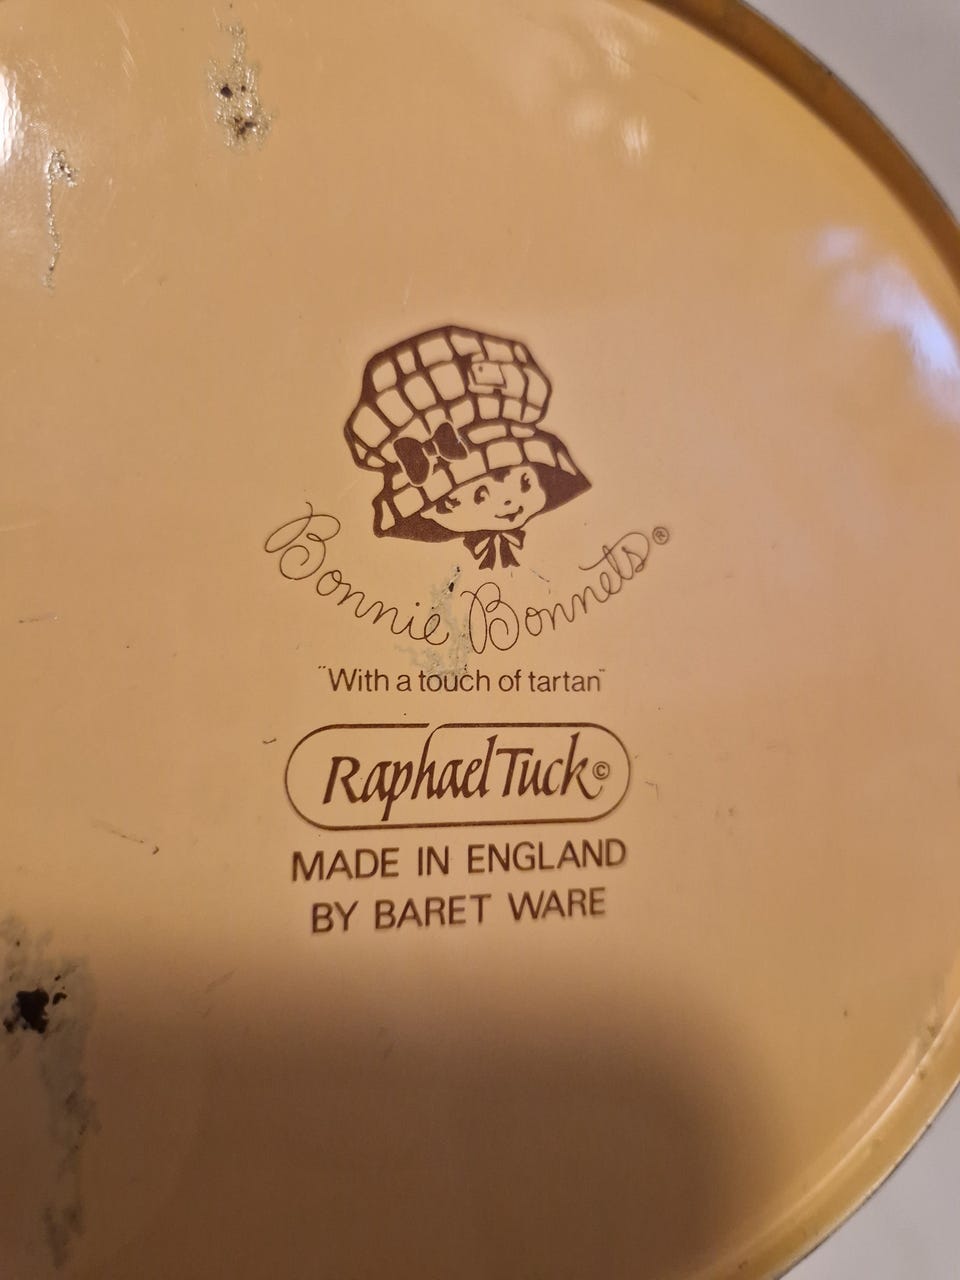 Bonnie Bonnets®
"With a touch of tartan"
Raphael Tuck©
MADE IN ENGLAND
BY BARET WARE